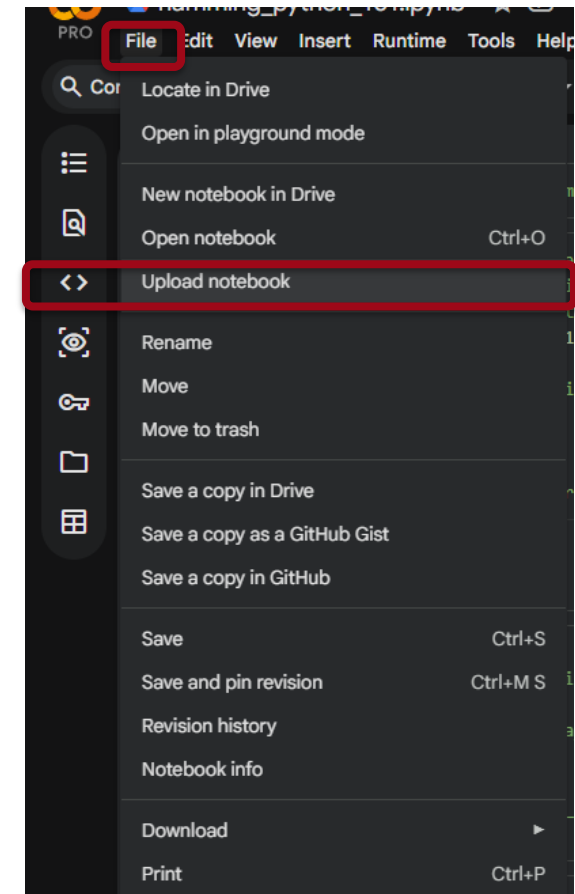 PRO
File Edit View Insert Runtime Tools Help
Locate in Drive
Open in playground mode
New notebook in Drive
Open notebook Ctrl+O
Upload notebook
Rename
Move
Move to trash
Save a copy in Drive
Save a copy as a GitHub Gist
Save a copy in GitHub
Save Ctrl+S
Save and pin revision Ctrl+M S
Revision history
Notebook info
Download
Print Ctrl+P